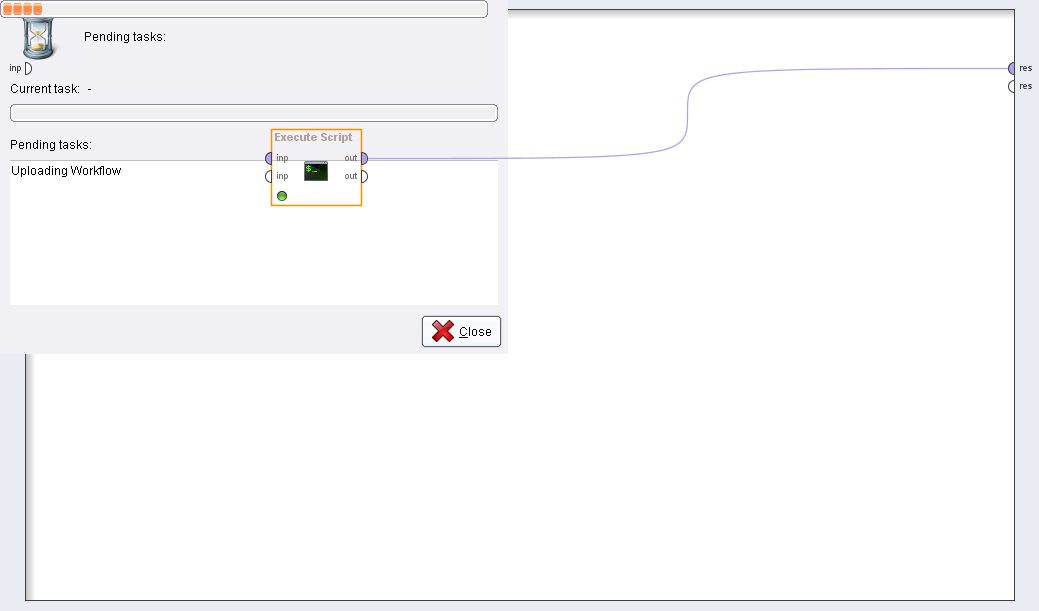 Pending tasks:
inp
res
Current task: -
res
Pending tasks:
Execute Script
inp
out
Uploading Workflow
inp
$_
out
Close